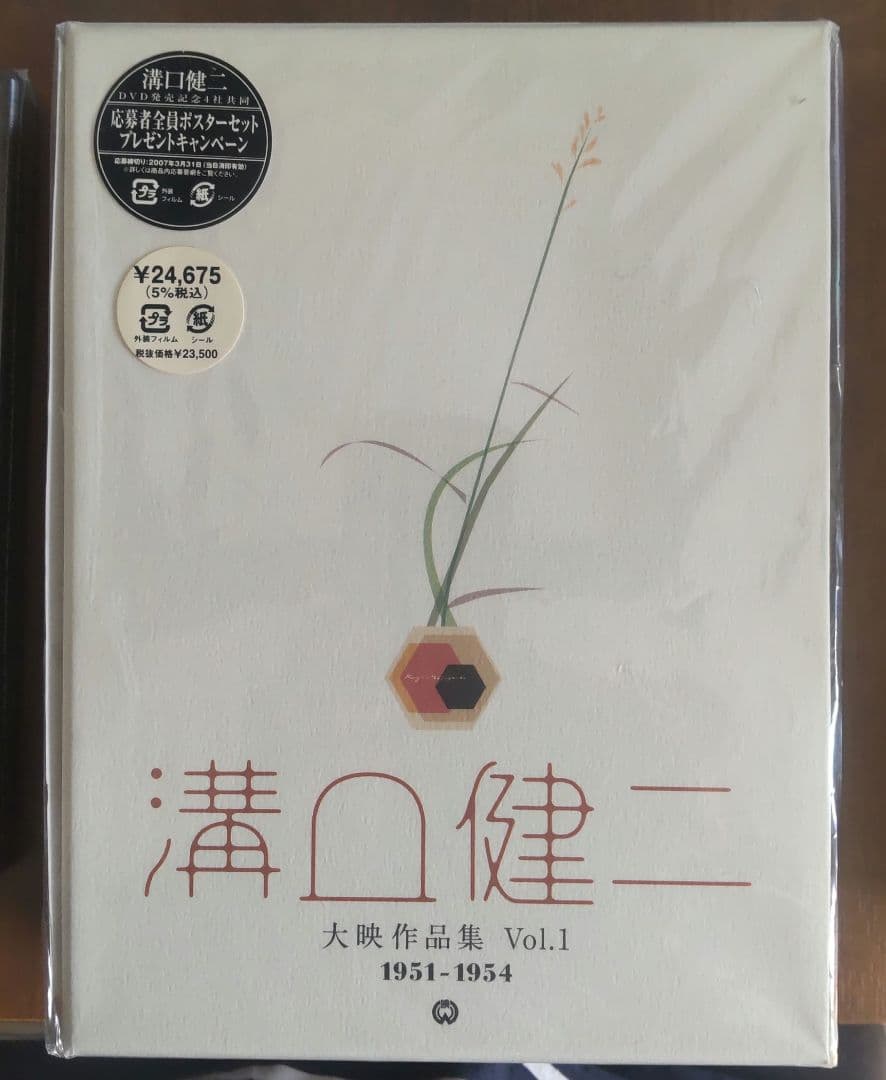 溝口健二
DVD発売記念4社共同
応募者全員ポスターセット
プレゼントキャンペーン
応募締切り:2007年3月31日(当日消印有効)
※詳しくは商品内応募要綱をご覧ください。
プラ 外装フィルム 紙 シール
¥24,675
(5%税込)
プラ 紙
外装フィルム シール
税抜価格¥23,500
溝口健二
大映作品集 Vol.1
1951-1954